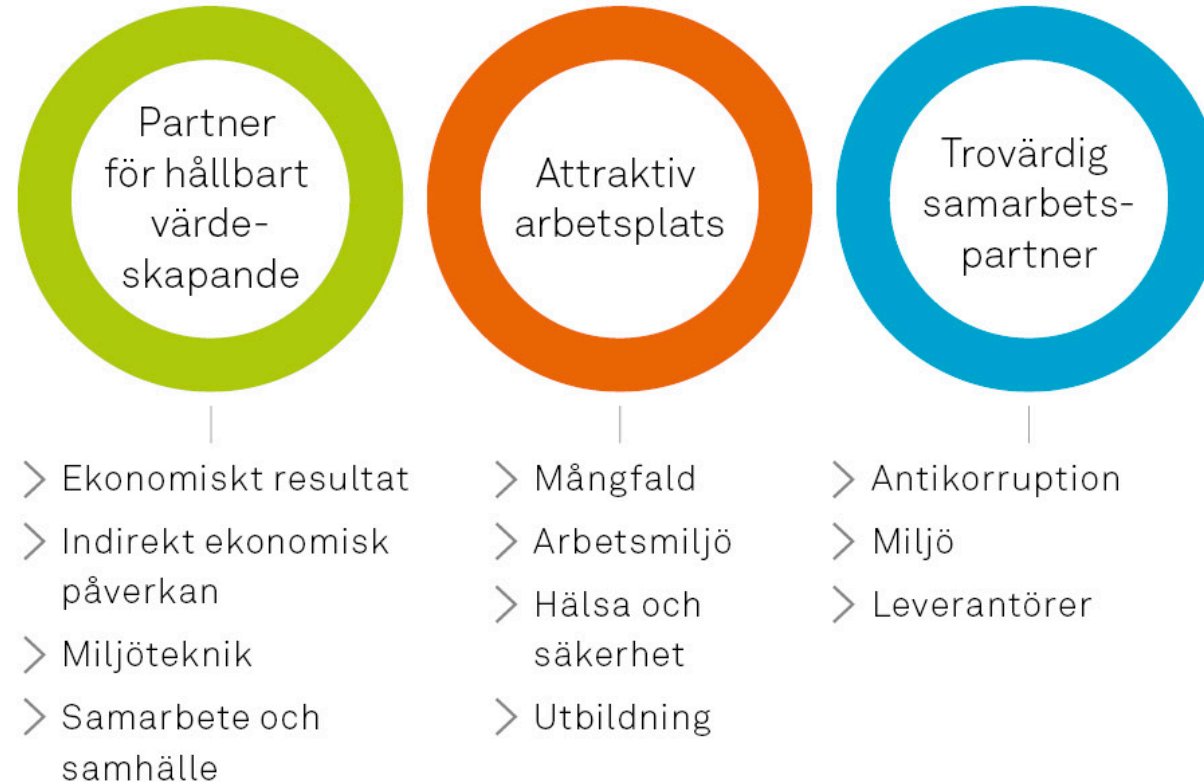 Partner
för hållbart
värde-
skapande
Ekonomiskt resultat
Indirekt ekonomisk
påverkan
Miljöteknik
Samarbete och
samhälle
Attraktiv
arbetsplats
Mångfald
Arbetsmiljö
Hälsa och
säkerhet
Utbildning
Trovärdig
samarbets-
partner
Antikorruption
Miljö
Leverantörer